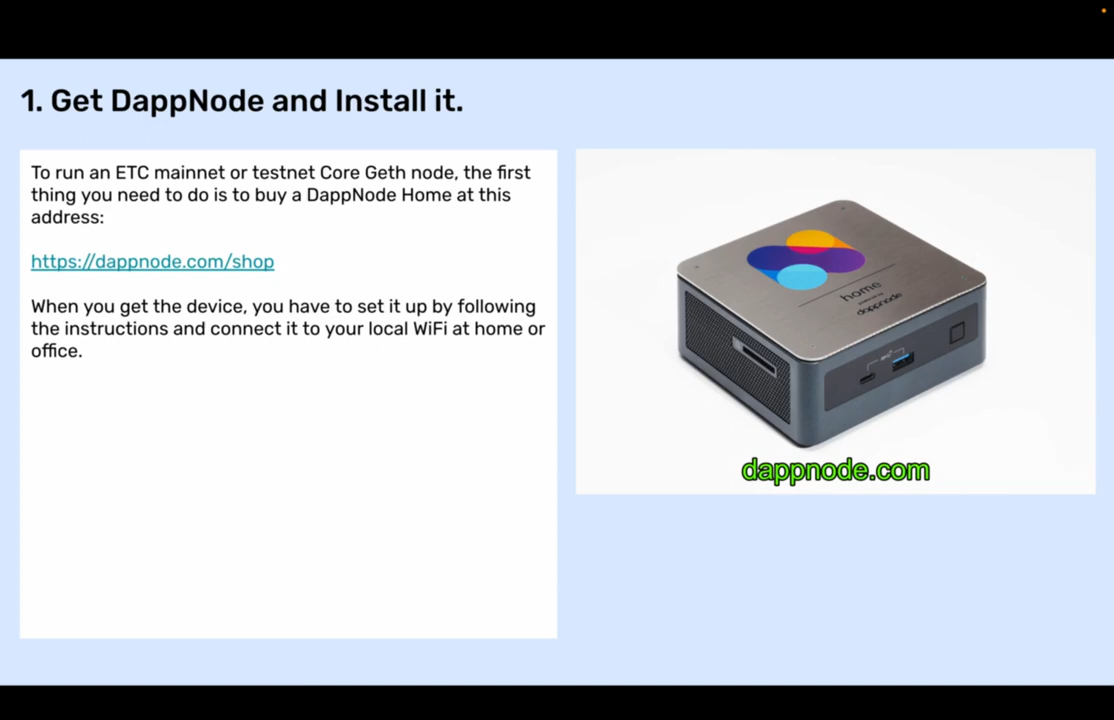 1. Get DappNode and Install it.
To run an ETC mainnet or testnet Core Geth node, the first
thing you need to do is to buy a DappNode Home at this
address:
https://dappnode.com/shop
When you get the device, you have to set it up by following
the instructions and connect it to your local WiFi at home or
office.
home
powered by
dappnode
dappnode.com